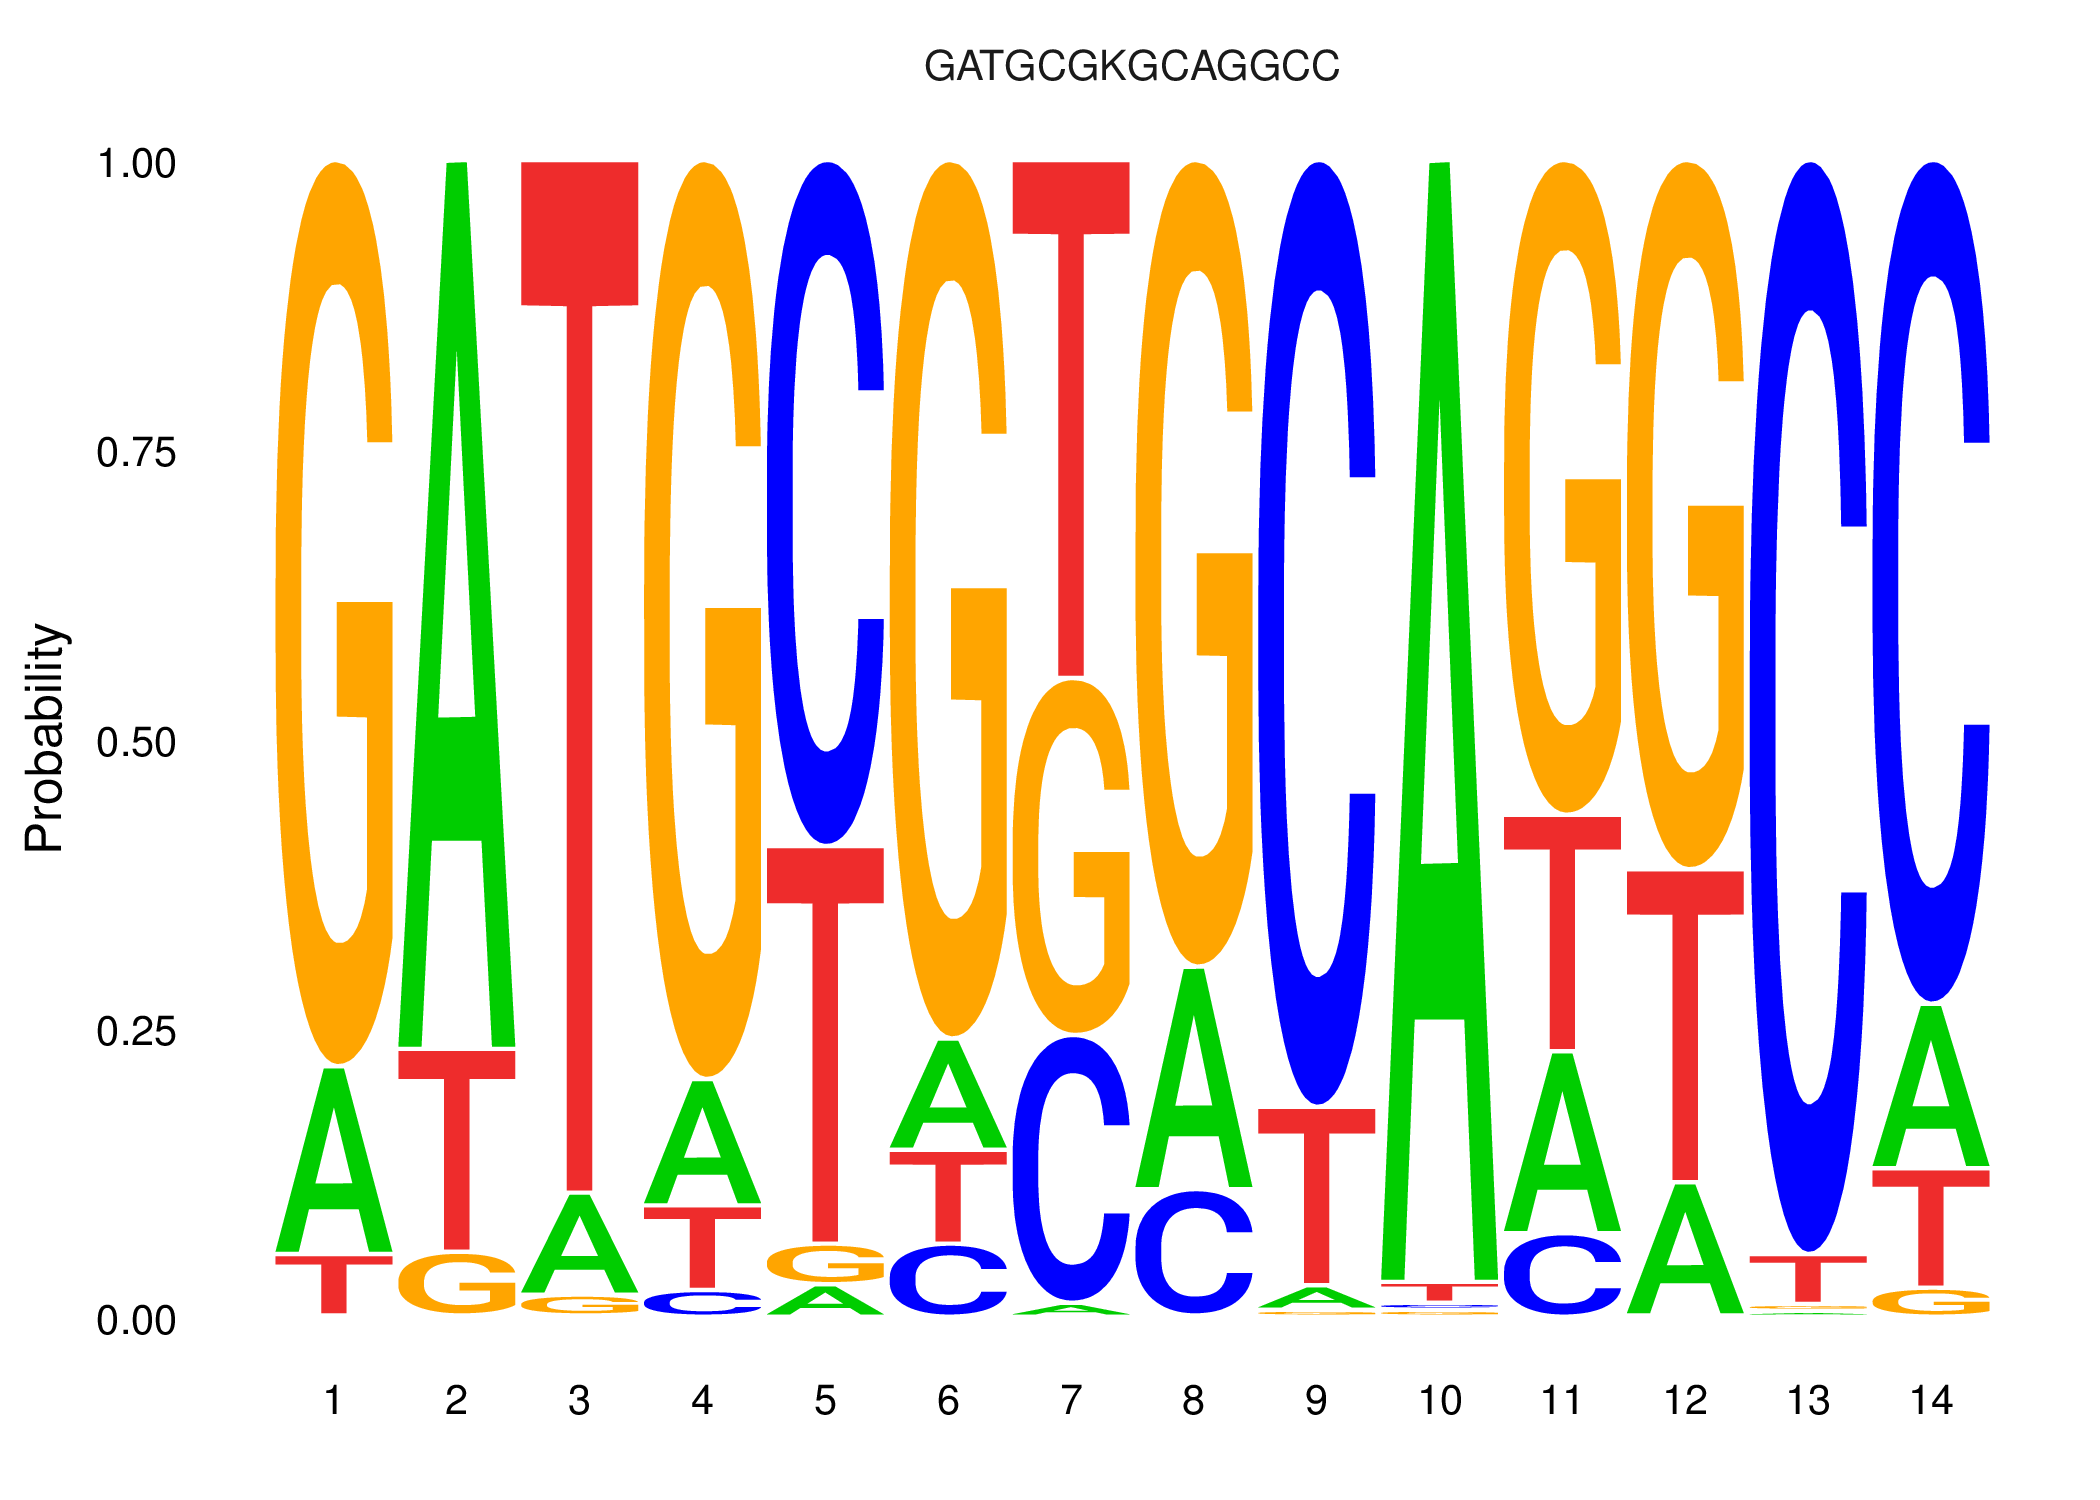 GATGCGKGCAGGCC
1.00
0.75
0.50
0.25
0.00
Probability
G A T G C G T G C A G G C C
A T T A T G A T G A T C T G A A T C G C A A C T A T C T A T A T A T
T G G C C A G
1 2 3 4 5 6 7 8 9 10 11 12 13 14